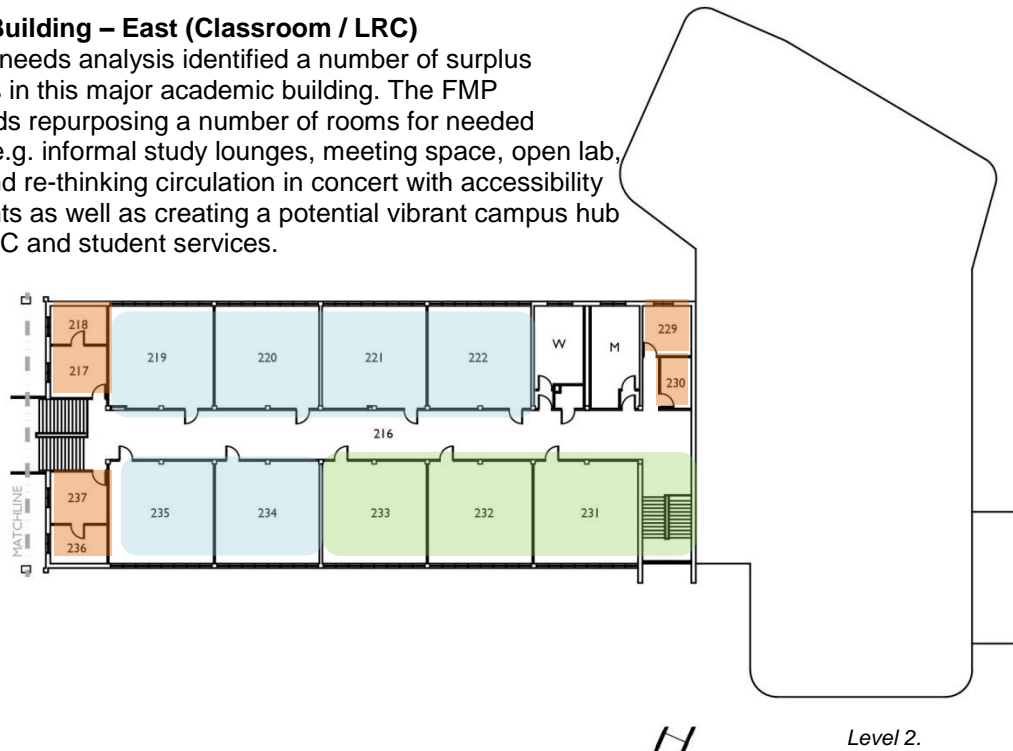 Building – East (Classroom / LRC)
needs analysis identified a number of surplus
in this major academic building. The FMP
repurposing a number of rooms for needed
e.g. informal study lounges, meeting space, open lab,
re-thinking circulation in concert with accessibility
as well as creating a potential vibrant campus hub
and student services.
218
229
W
M
219
220
221
222
217
230
216
237
235
234
233
232
231
236
MATCHLINE
Level 2.